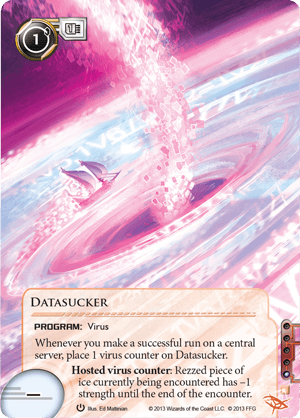 1
DATASUCKER
PROGRAM: Virus
Whenever you make a successful run on a central
server, place 1 virus counter on Datasucker.
Hosted virus counter: Rezzed piece of
ice currently being encountered has −1
strength until the end of the encounter.
–
Illus. Ed Mattinian © 2013 Wizards of the Coast LLC. © 2013 FFG